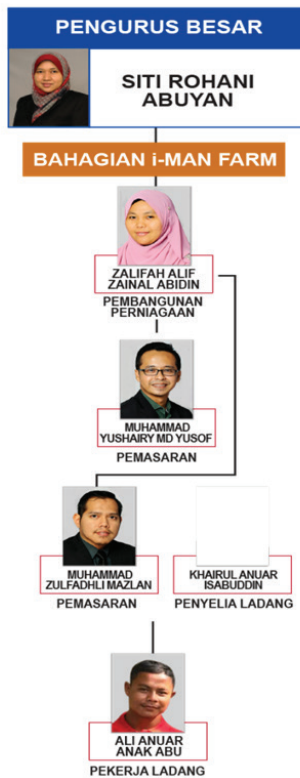 PENGURUS BESAR
SITI ROHANI
ABUYAN
BAHAGIAN i-MAN FARM
ZALIFAH ALIF
ZAINAL ABIDIN
PEMBANGUNAN
PERNIAGAAN
MUHAMMAD
YUSHAIRY MD YUSOF
PEMASARAN
MUHAMMAD
ZULFADHLI MAZLAN
PEMASARAN
KHAIRUL ANUAR
ISABUDDIN
PENYELIA LADANG
ALI ANUAR
ANAK ABU
PEKERJA LADANG